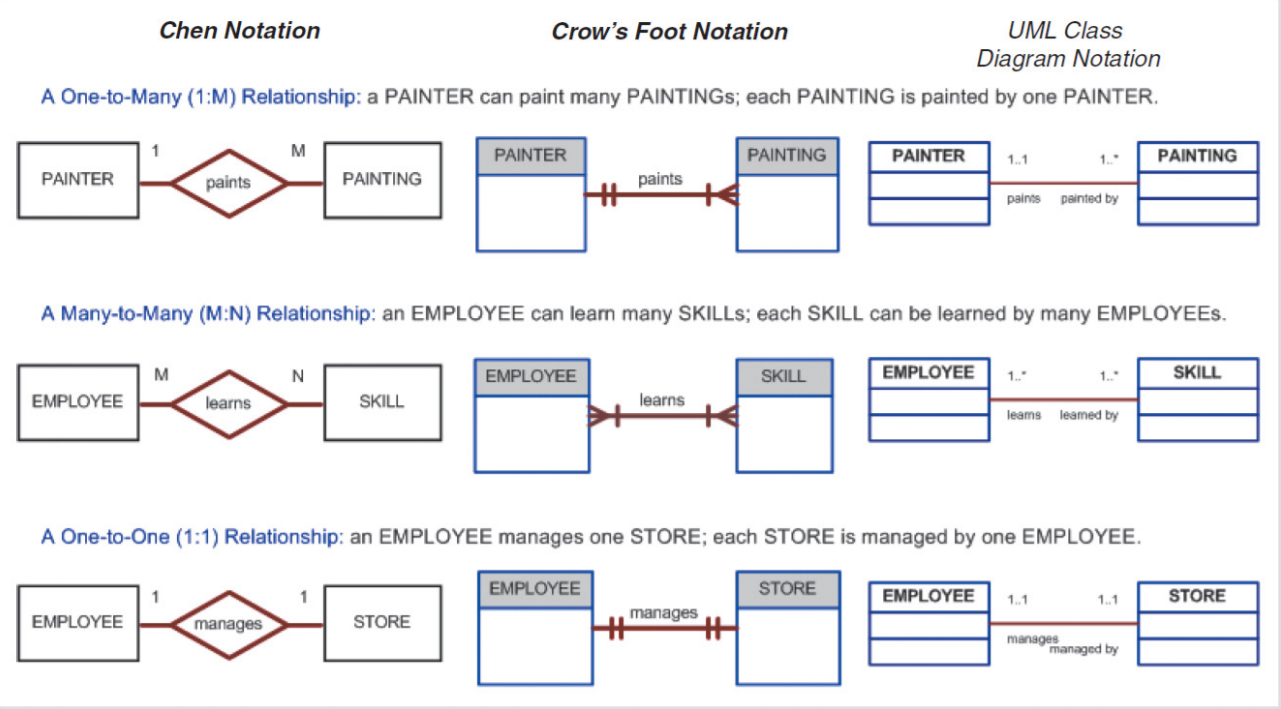 Chen Notation
Crow's Foot Notation
UML Class
Diagram Notation
A One-to-Many (1:M) Relationship: a PAINTER can paint many PAINTINGs; each PAINTING is painted by one PAINTER.
PAINTER
1
paints
M
PAINTING
PAINTER
paints
PAINTING
PAINTER
1..1
1..*
PAINTING
paints
painted by
A Many-to-Many (M:N) Relationship: an EMPLOYEE can learn many SKILLs; each SKILL can be learned by many EMPLOYEEs.
EMPLOYEE
M
learns
N
SKILL
EMPLOYEE
learns
SKILL
EMPLOYEE
1..*
1..*
SKILL
learns
learned by
A One-to-One (1:1) Relationship: an EMPLOYEE manages one STORE; each STORE is managed by one EMPLOYEE.
EMPLOYEE
1
manages
1
STORE
EMPLOYEE
manages
STORE
EMPLOYEE
1..1
1..1
STORE
manages
managed by